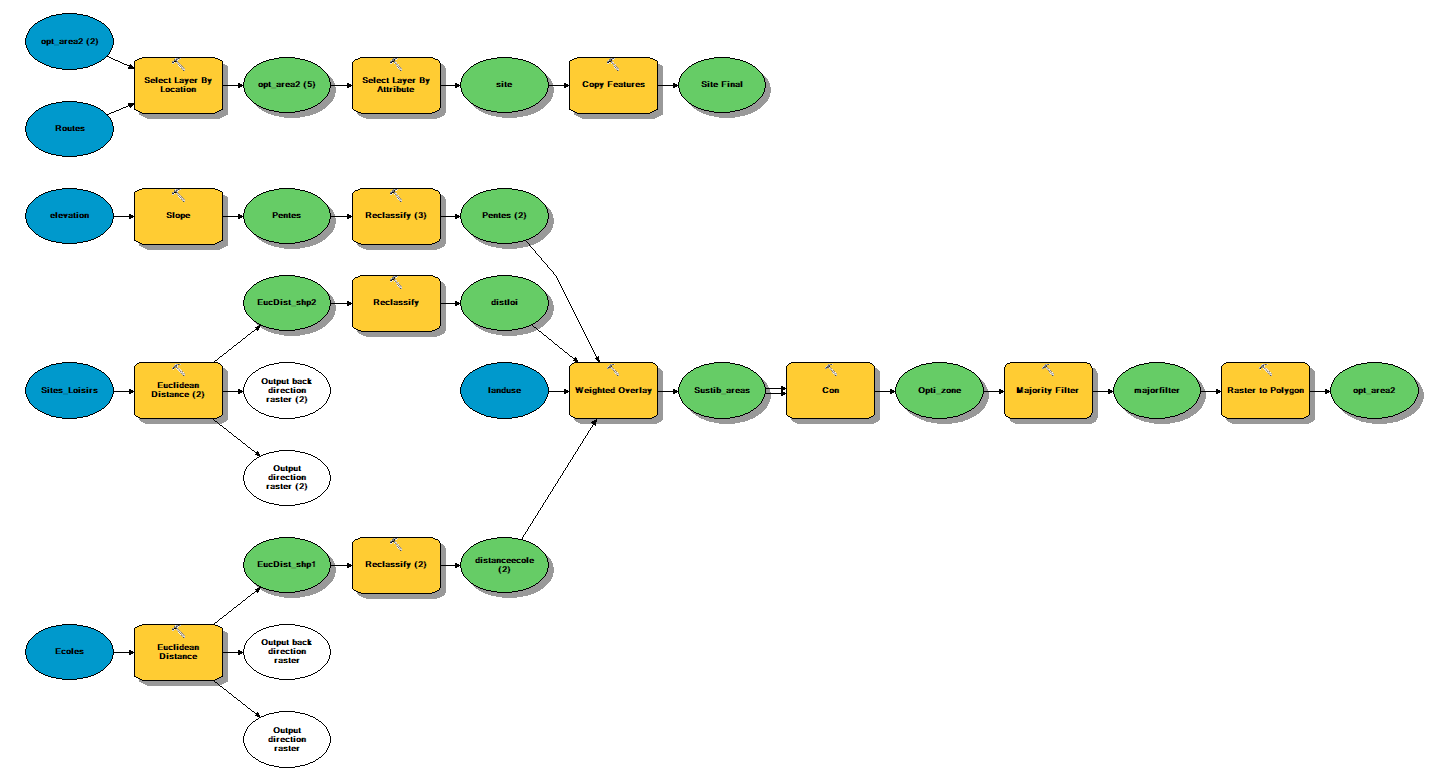 opt_area2 (2)
Select Layer By
Location
opt_area2 (5)
Select Layer By
Attribute
site
Copy Features
Site Final
Routes
elevation
Slope
Pentes
Reclassify (3)
Pentes (2)
EucDist_shp2
Reclassify
distloi
Sites_Loisirs
Euclidean
Distance (2)
Output back
direction
raster (2)
landuse
Weighted Overlay
Sustib_areas
Con
Opti_zone
Majority Filter
majorfilter
Raster to Polygon
opt_area2
Output
direction
raster (2)
EucDist_shp1
Reclassify (2)
distanceecole
(2)
Ecoles
Euclidean
Distance
Output back
direction
raster
Output
direction
raster